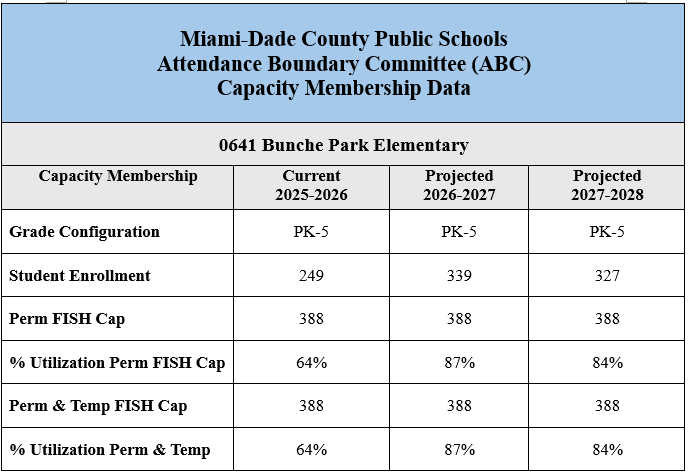 Miami-Dade County Public Schools
Attendance Boundary Committee (ABC)
Capacity Membership Data
0641 Bunche Park Elementary
Capacity Membership Current Projected Projected
2025-2026 2026-2027 2027-2028
Grade Configuration PK-5 PK-5 PK-5
Student Enrollment 249 339 327
Perm FISH Cap 388 388 388
% Utilization Perm FISH Cap 64% 87% 84%
Perm & Temp FISH Cap 388 388 388
% Utilization Perm & Temp 64% 87% 84%